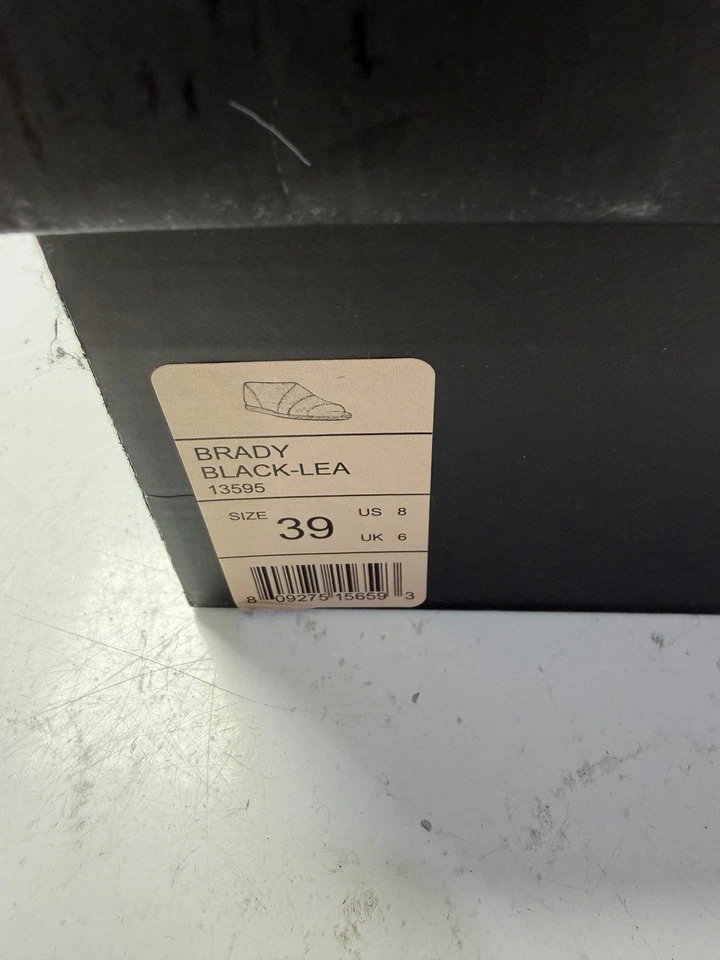 BRADY
BLACK-LEA
13595
SIZE 39 US 8
UK 6
8 09275 15659 3